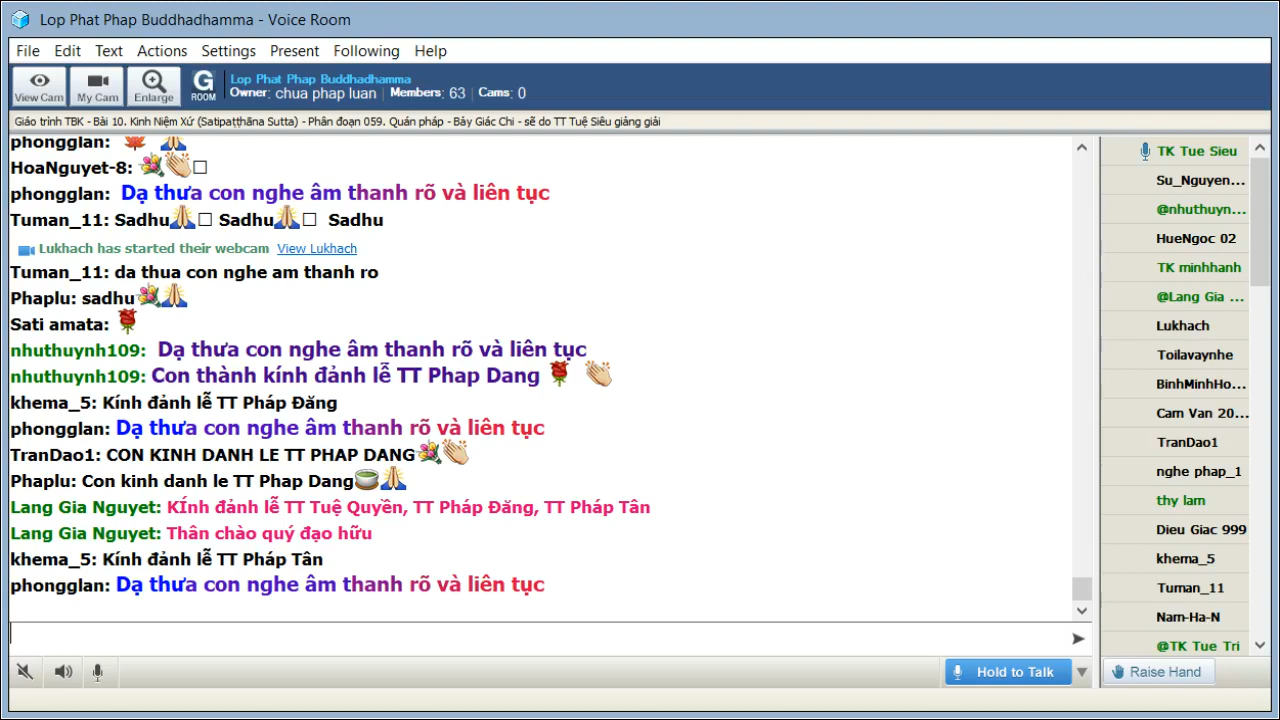 Lop Phat Phap Buddhadhamma - Voice Room
File Edit Text Actions Settings Present Following Help
View Cam My Cam Enlarge G ROOM
Lop Phat Phap Buddhadhamma
Owner: chua phap luan | Members: 63 | Cams: 0
Giáo trình TBK - Bài 10. Kinh Niệm Xứ (Satipaṭṭhāna Sutta) - Phân đoạn 059. Quán pháp - Bảy Giác Chi - sẽ do TT Tuệ Siêu giảng giải
phongglan:
HoaNguyet-8:
phongglan: Dạ thưa con nghe âm thanh rõ và liên tục
Tuman_11: Sadhu Sadhu Sadhu
Lukhach has started their webcam View Lukhach
Tuman_11: da thua con nghe am thanh ro
Phaplu: sadhu
Sati amata:
nhuthuynh109: Dạ thưa con nghe âm thanh rõ và liên tục
nhuthuynh109: Con thành kính đảnh lễ TT Phap Dang
khema_5: Kính đảnh lễ TT Pháp Đăng
phongglan: Dạ thưa con nghe âm thanh rõ và liên tục
TranDao1: CON KINH DANH LE TT PHAP DANG
Phaplu: Con kinh danh le TT Phap Dang
Lang Gia Nguyet: KÍnh đảnh lễ TT Tuệ Quyền, TT Pháp Đăng, TT Pháp Tân
Lang Gia Nguyet: Thân chào quý đạo hữu
khema_5: Kính đảnh lễ TT Pháp Tân
phongglan: Dạ thưa con nghe âm thanh rõ và liên tục
Hold to Talk
TK Tue Sieu
Su_Nguyen...
@nhuthuyn...
HueNgoc 02
TK minhhanh
@Lang Gia ...
Lukhach
Toilavaynhe
BinhMinhHo...
Cam Van 20...
TranDao1
nghe phap_1
thy lam
Dieu Giac 999
khema_5
Tuman_11
Nam-Ha-N
@TK Tue Tri
Raise Hand